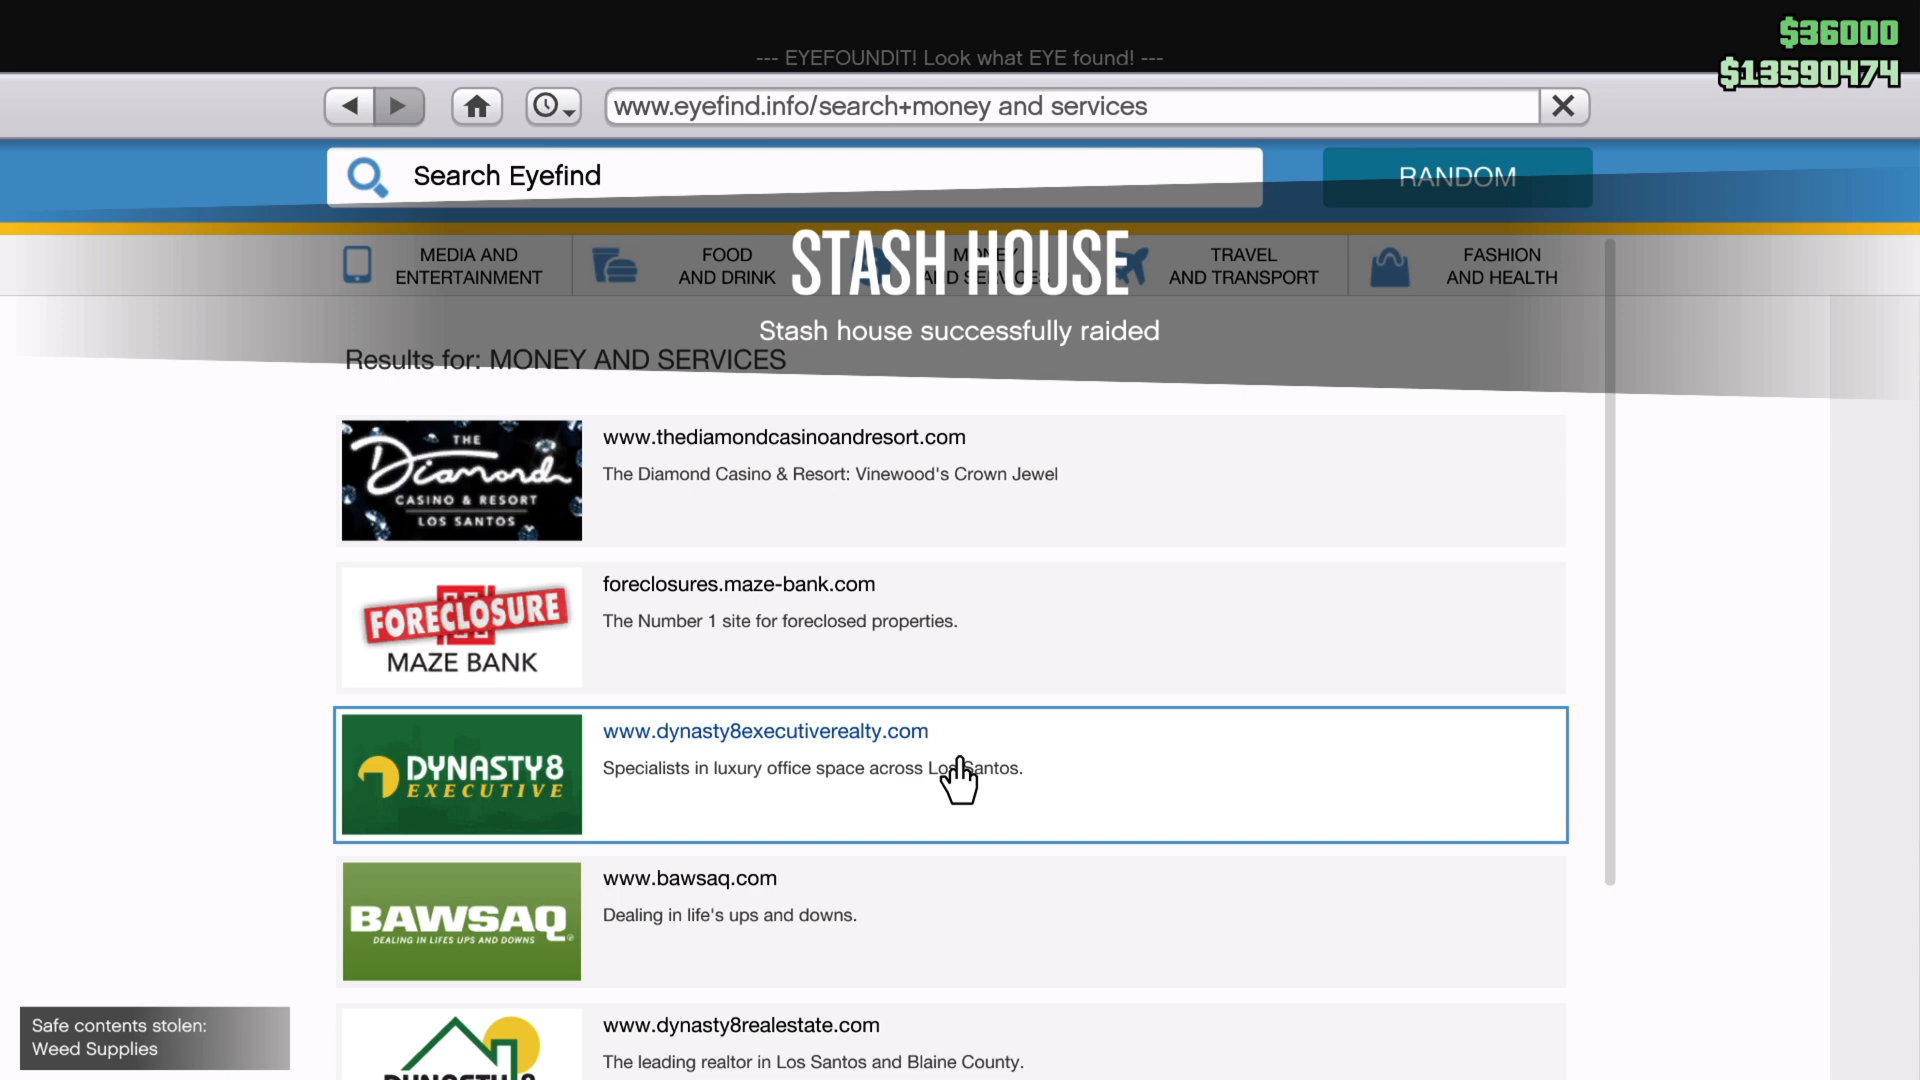 $36000
--- EYEFOUNDIT! Look what EYE found! ---
$13590474
www.eyefind.info/search+money and services
Search Eyefind
RANDOM
MEDIA AND
ENTERTAINMENT
FOOD
AND DRINK
MONEY
AND SERVICES
TRAVEL
AND TRANSPORT
FASHION
AND HEALTH
STASH HOUSE
Stash house successfully raided
Results for: MONEY AND SERVICES
THE
Diamond
CASINO & RESORT
LOS SANTOS
www.thediamondcasinoandresort.com
The Diamond Casino & Resort: Vinewood's Crown Jewel
FORECLOSURE
MAZE BANK
foreclosures.maze-bank.com
The Number 1 site for foreclosed properties.
DYNASTY8
EXECUTIVE
www.dynasty8executiverealty.com
Specialists in luxury office space across Los Santos.
BAWSAQ
DEALING IN LIFES UPS AND DOWNS
www.bawsaq.com
Dealing in life's ups and downs.
DYNASTY 8
www.dynasty8realestate.com
The leading realtor in Los Santos and Blaine County.
Safe contents stolen:
Weed Supplies